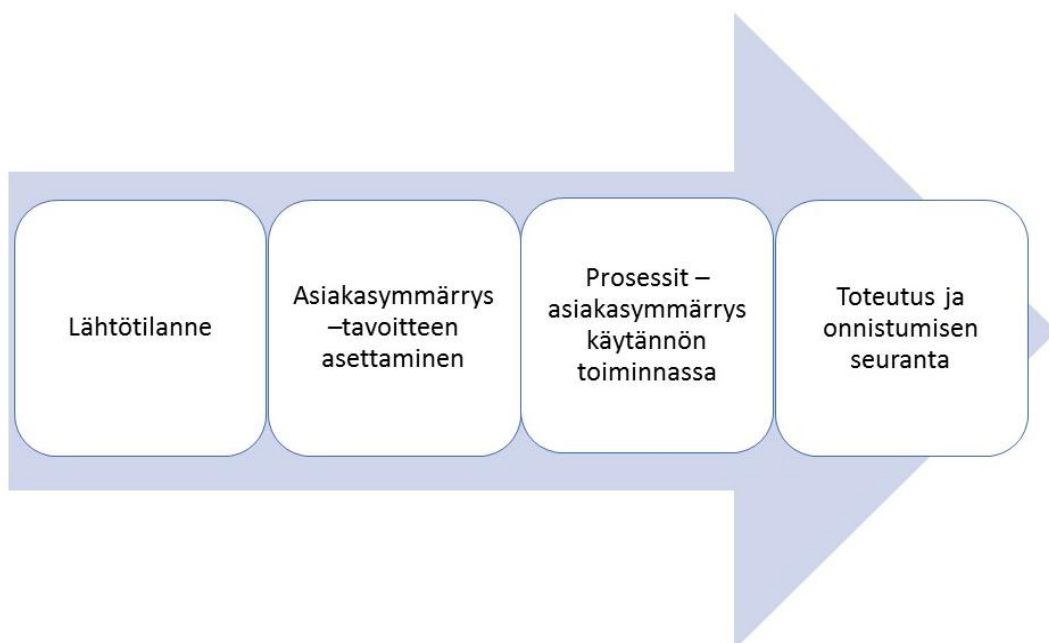 Lähtötilanne
Asiakasymmärrys
–tavoitteen
asettaminen
Prosessit –
asiakasymmärrys
käytännön
toiminnassa
Toteutus ja
onnistumisen
seuranta